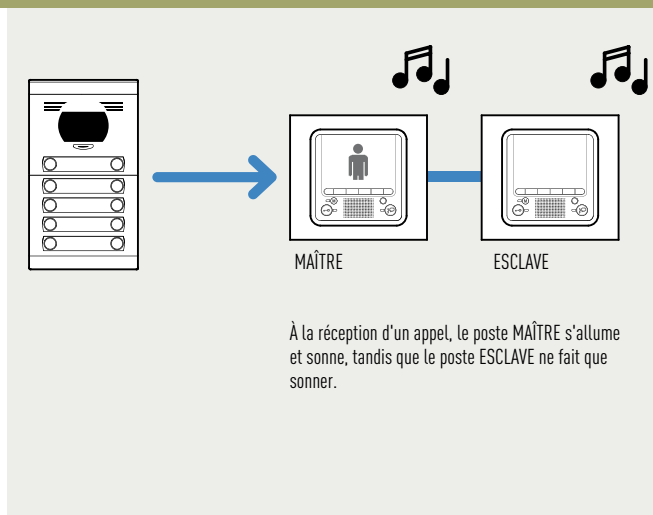 MAÎTRE
ESCLAVE
À la réception d'un appel, le poste MAÎTRE s'allume
et sonne, tandis que le poste ESCLAVE ne fait que
sonner.